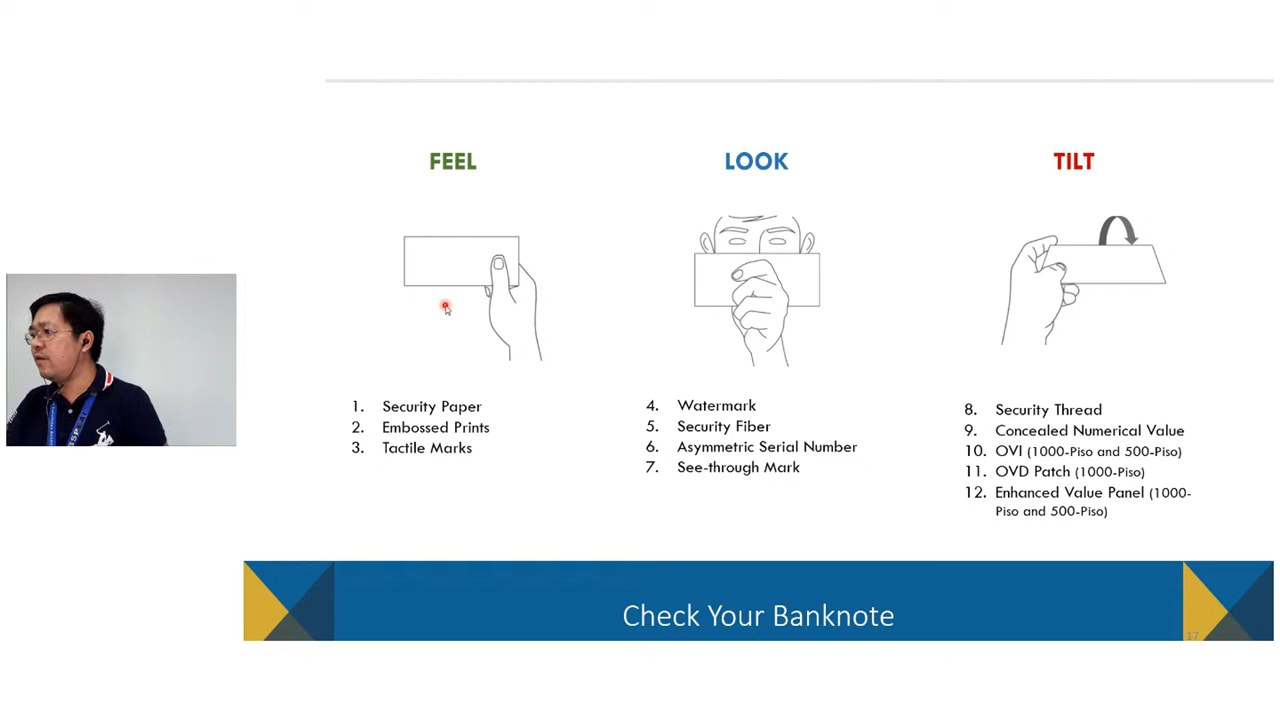 FEEL
LOOK
TILT
1. Security Paper
2. Embossed Prints
3. Tactile Marks
4. Watermark
5. Security Fiber
6. Asymmetric Serial Number
7. See-through Mark
8. Security Thread
9. Concealed Numerical Value
10. OVI (1000-Piso and 500-Piso)
11. OVD Patch (1000-Piso)
12. Enhanced Value Panel (1000-
Piso and 500-Piso)
Check Your Banknote
17